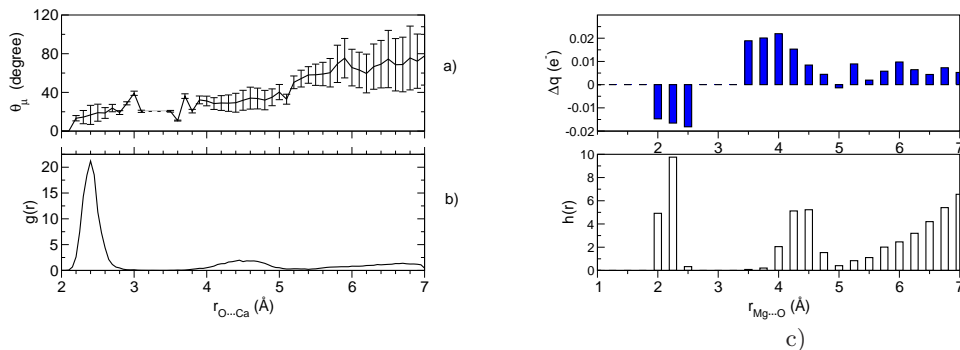 120
80
40
0
θμ (degree)
a)
20
15
10
5
0
g(r)
b)
2 3 4 5 6 7
rO···Ca (Å)
0.02
0.01
0
-0.01
-0.02
Δq (e-)
2 3 4 5 6 7
10
8
6
4
2
0
h(r)
1 2 3 4 5 6 7
rMg···O (Å)
c)